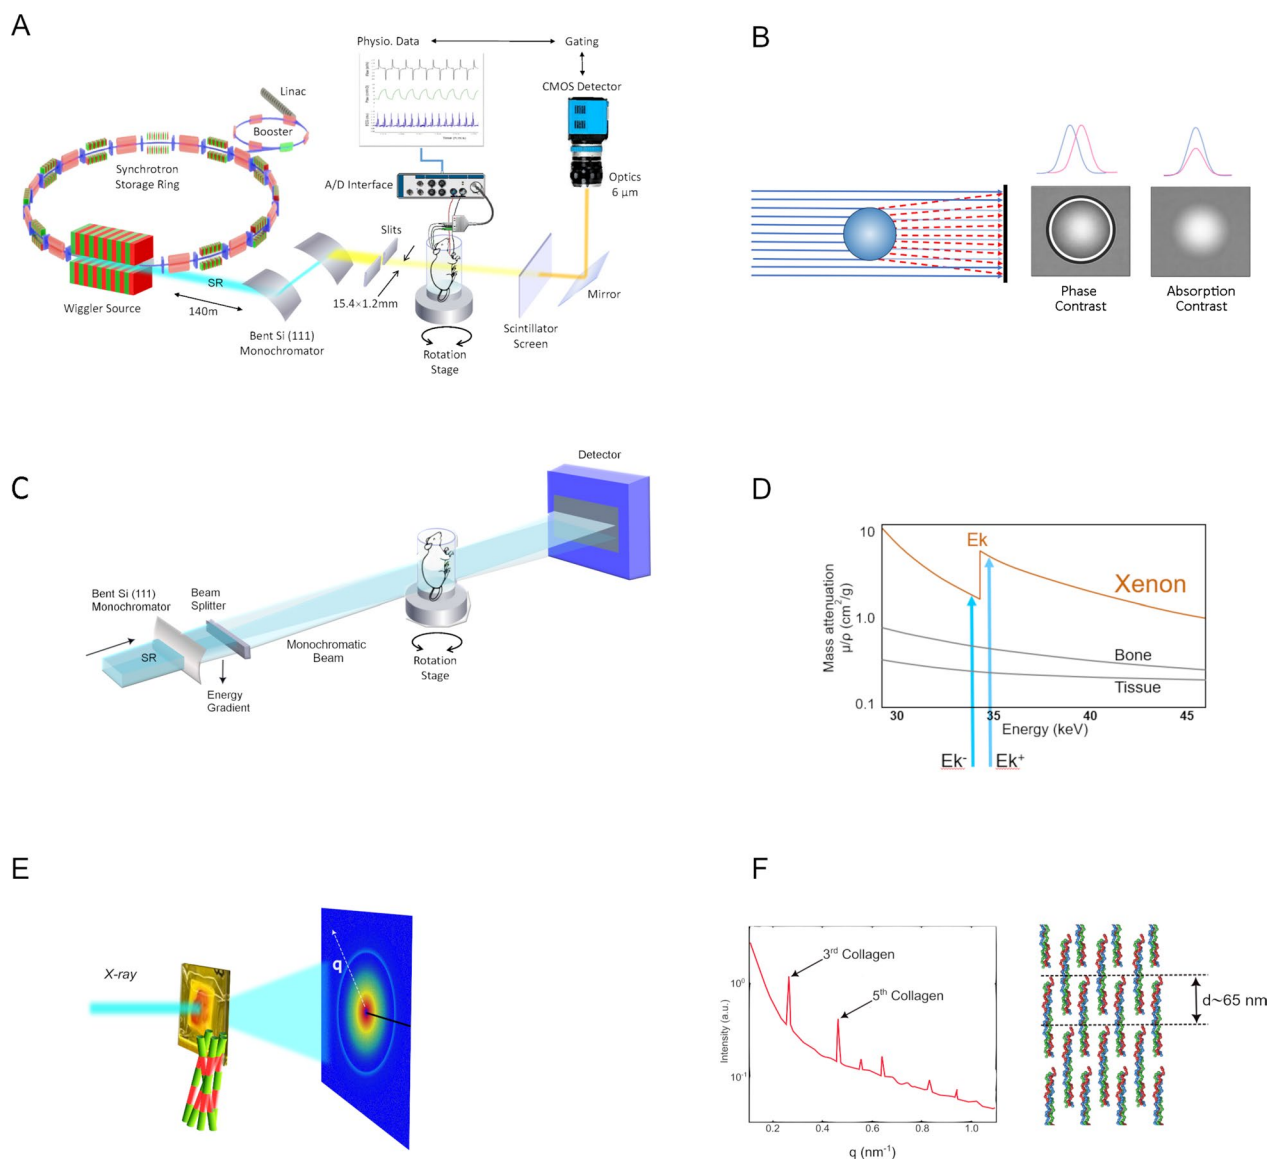 A
Physio. Data
Gating
CMOS Detector
Linac
Booster
Synchrotron
Storage Ring
A/D Interface
Optics
6 µm
Slits
SR
Wiggler Source
140m
15.4×1.2mm
Bent Si (111)
Monochromator
Mirror
Scintillator
Screen
Rotation
Stage
B
Phase
Contrast
Absorption
Contrast
C
Detector
Bent Si (111)
Monochromator
Beam
Splitter
SR
Monochromatic
Beam
Energy
Gradient
Rotation
Stage
D
10
1.0
0.1
Mass attenuation
µ/ρ (cm²/g)
Ek
Xenon
Bone
Tissue
30
35
40
45
Energy (keV)
Ek⁻
Ek⁺
E
X-ray
q
F
3rd Collagen
5th Collagen
10⁰
10⁻¹
Intensity (a.u.)
0.2
0.4
0.6
0.8
1.0
q (nm⁻¹)
d~65 nm